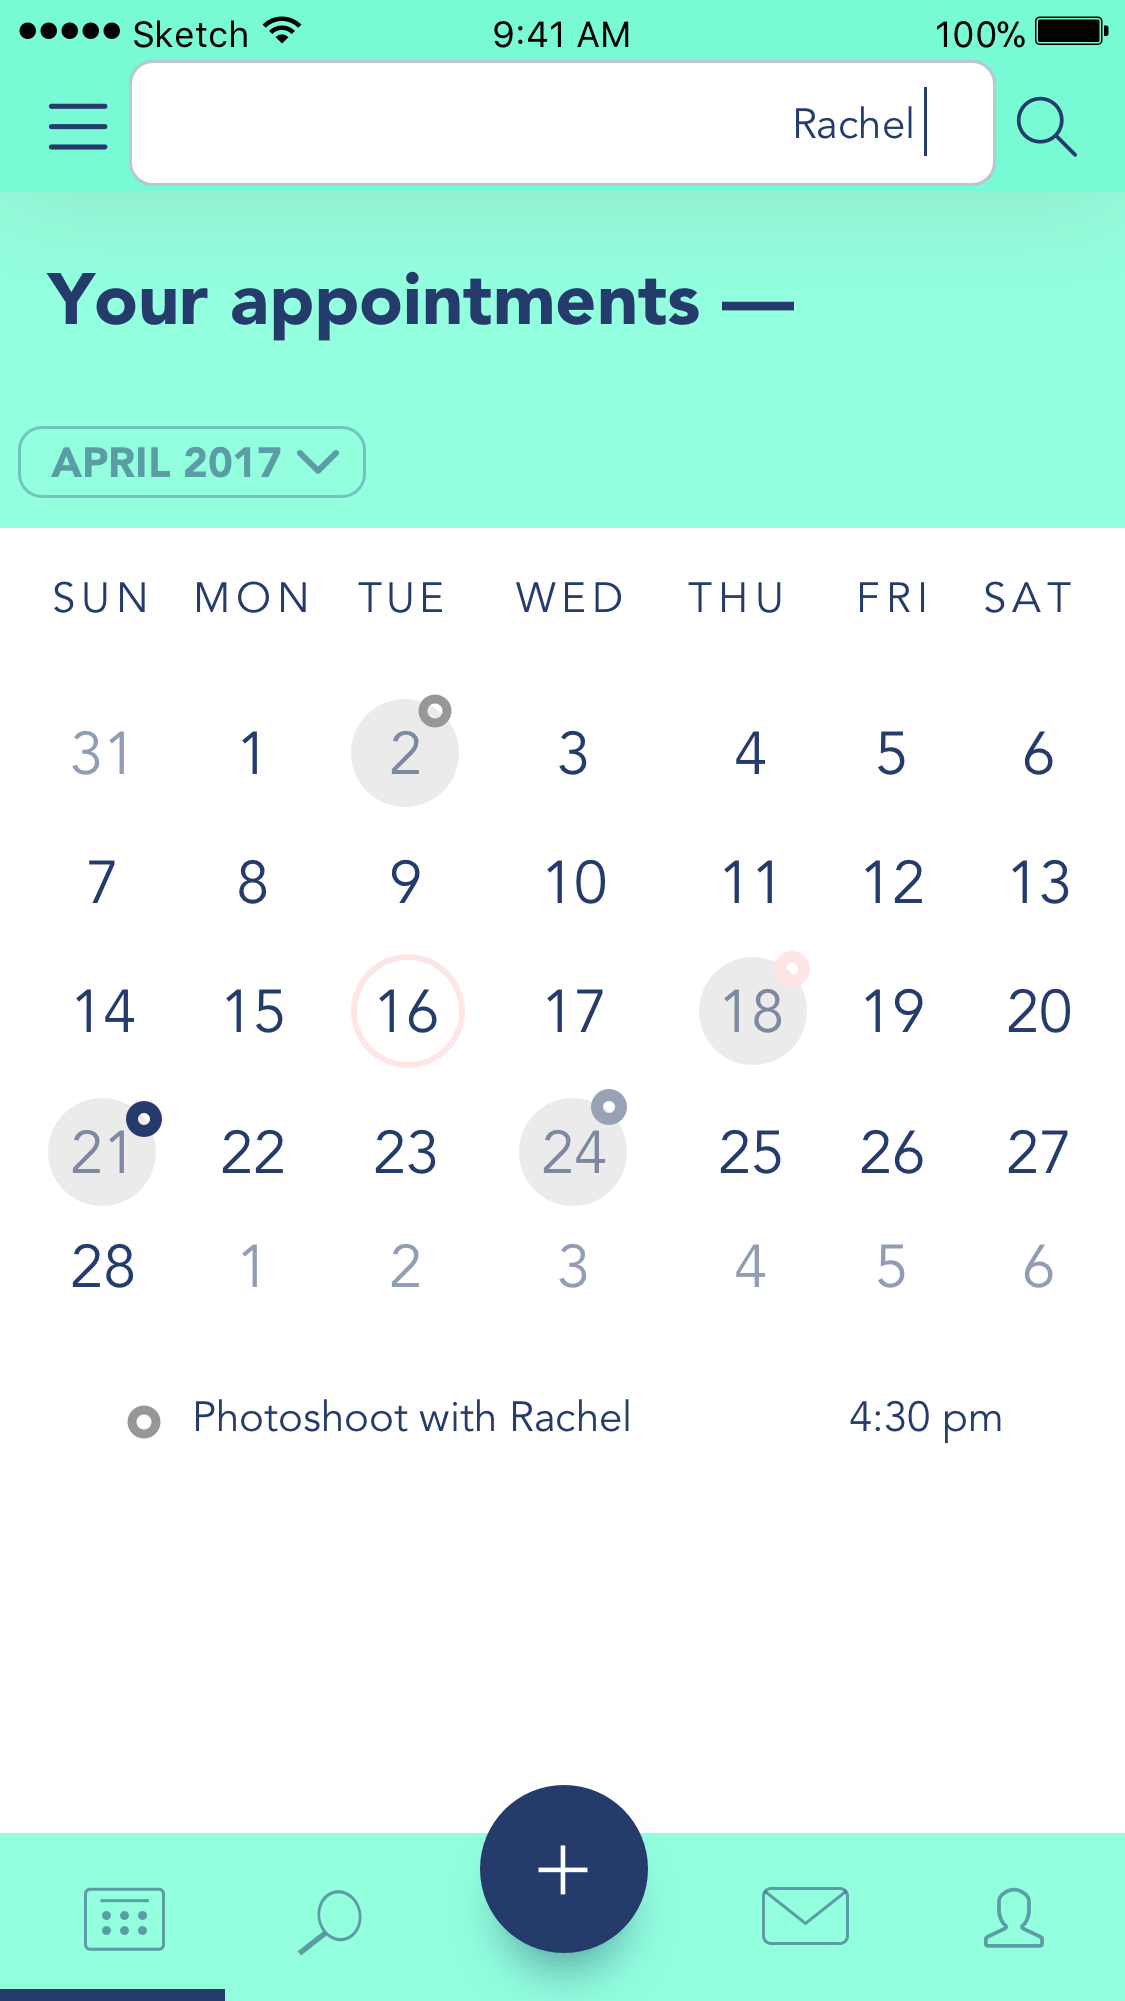 Sketch 9:41 AM 100%
Rachel
Your appointments —
APRIL 2017
SUN MON TUE WED THU FRI SAT
31 1 2 3 4 5 6
7 8 9 10 11 12 13
14 15 16 17 18 19 20
21 22 23 24 25 26 27
28 1 2 3 4 5 6
Photoshoot with Rachel 4:30 pm